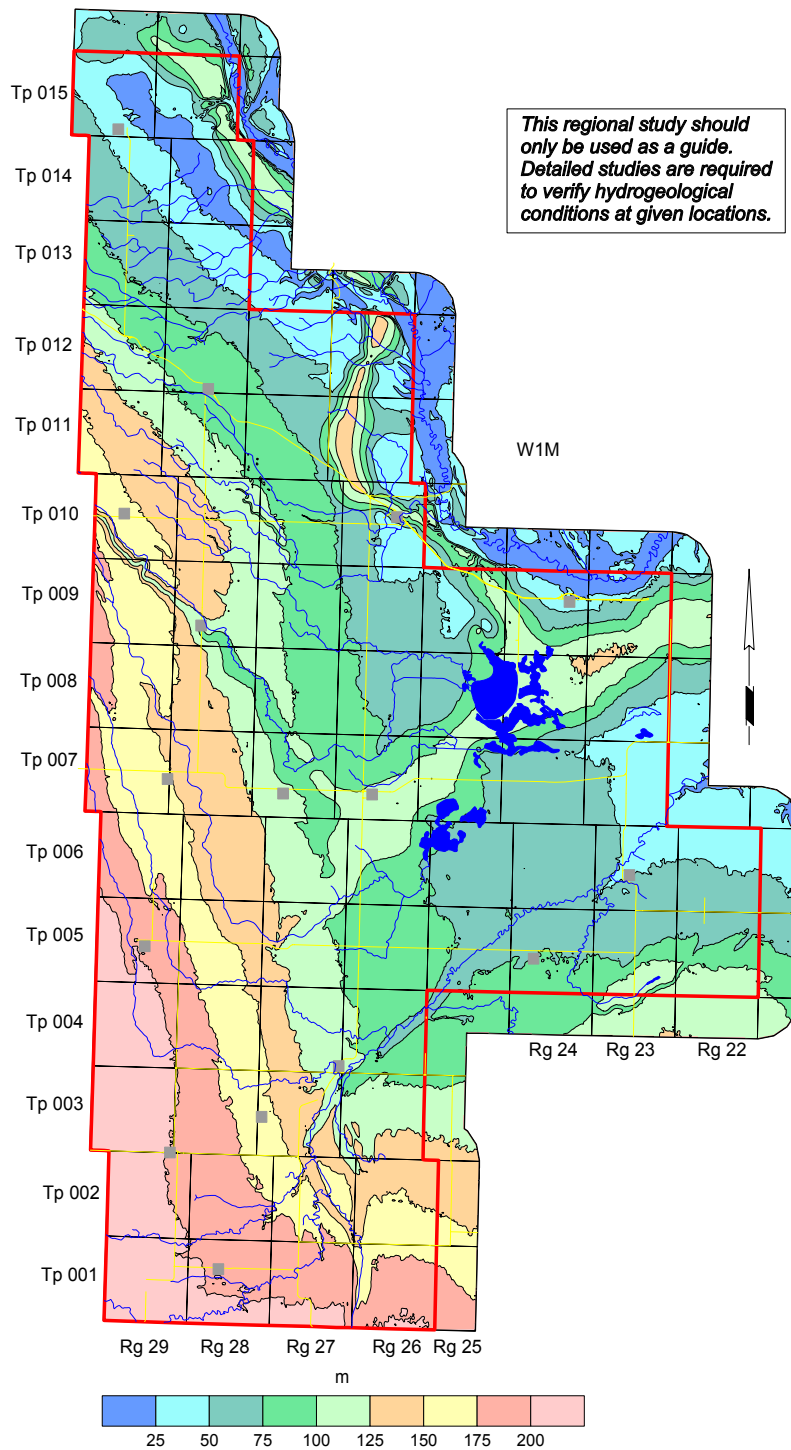 Tp 015
This regional study should
only be used as a guide.
Detailed studies are required
to verify hydrogeological
conditions at given locations.
Tp 014
Tp 013
Tp 012
Tp 011
W1M
Tp 010
Tp 009
Tp 008
Tp 007
Tp 006
Tp 005
Tp 004
Rg 24 Rg 23 Rg 22
Tp 003
Tp 002
Tp 001
Rg 29 Rg 28 Rg 27 Rg 26 Rg 25
m
25 50 75 100 125 150 175 200